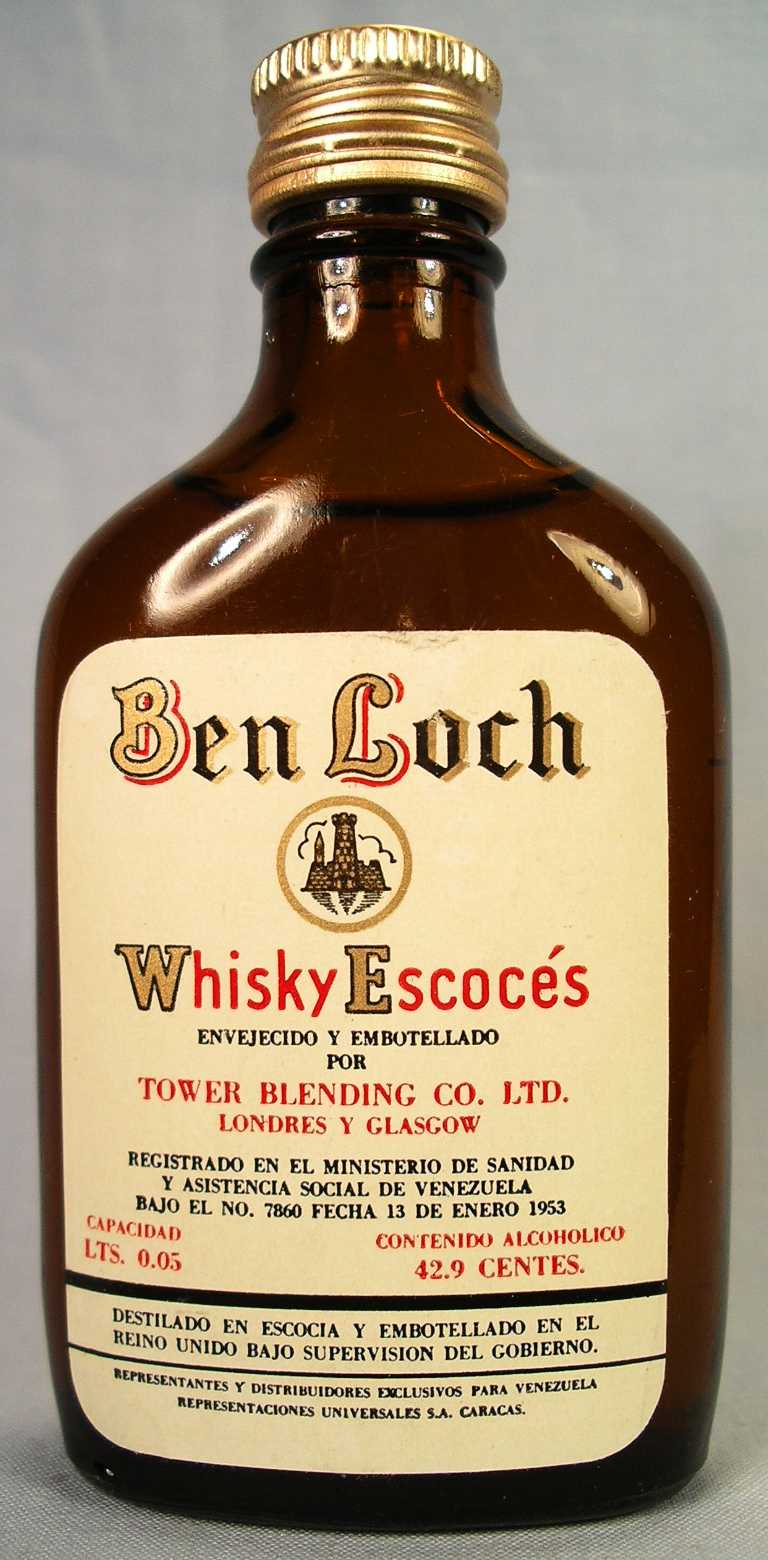 Ben Loch
Whisky Escocés
ENVEJECIDO Y EMBOTELLADO
POR
TOWER BLENDING CO. LTD.
LONDRES Y GLASGOW
REGISTRADO EN EL MINISTERIO DE SANIDAD
Y ASISTENCIA SOCIAL DE VENEZUELA
BAJO EL NO. 7860 FECHA 13 DE ENERO 1953
CAPACIDAD
LTS. 0.05
CONTENIDO ALCOHOLICO
42.9 CENTES.
DESTILADO EN ESCOCIA Y EMBOTELLADO EN EL
REINO UNIDO BAJO SUPERVISION DEL GOBIERNO.
REPRESENTANTES Y DISTRIBUIDORES EXCLUSIVOS PARA VENEZUELA
REPRESENTACIONES UNIVERSALES S.A. CARACAS.